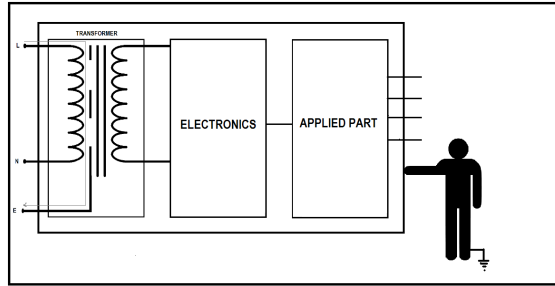 TRANSFORMER
L
ELECTRONICS
APPLIED PART
N
E